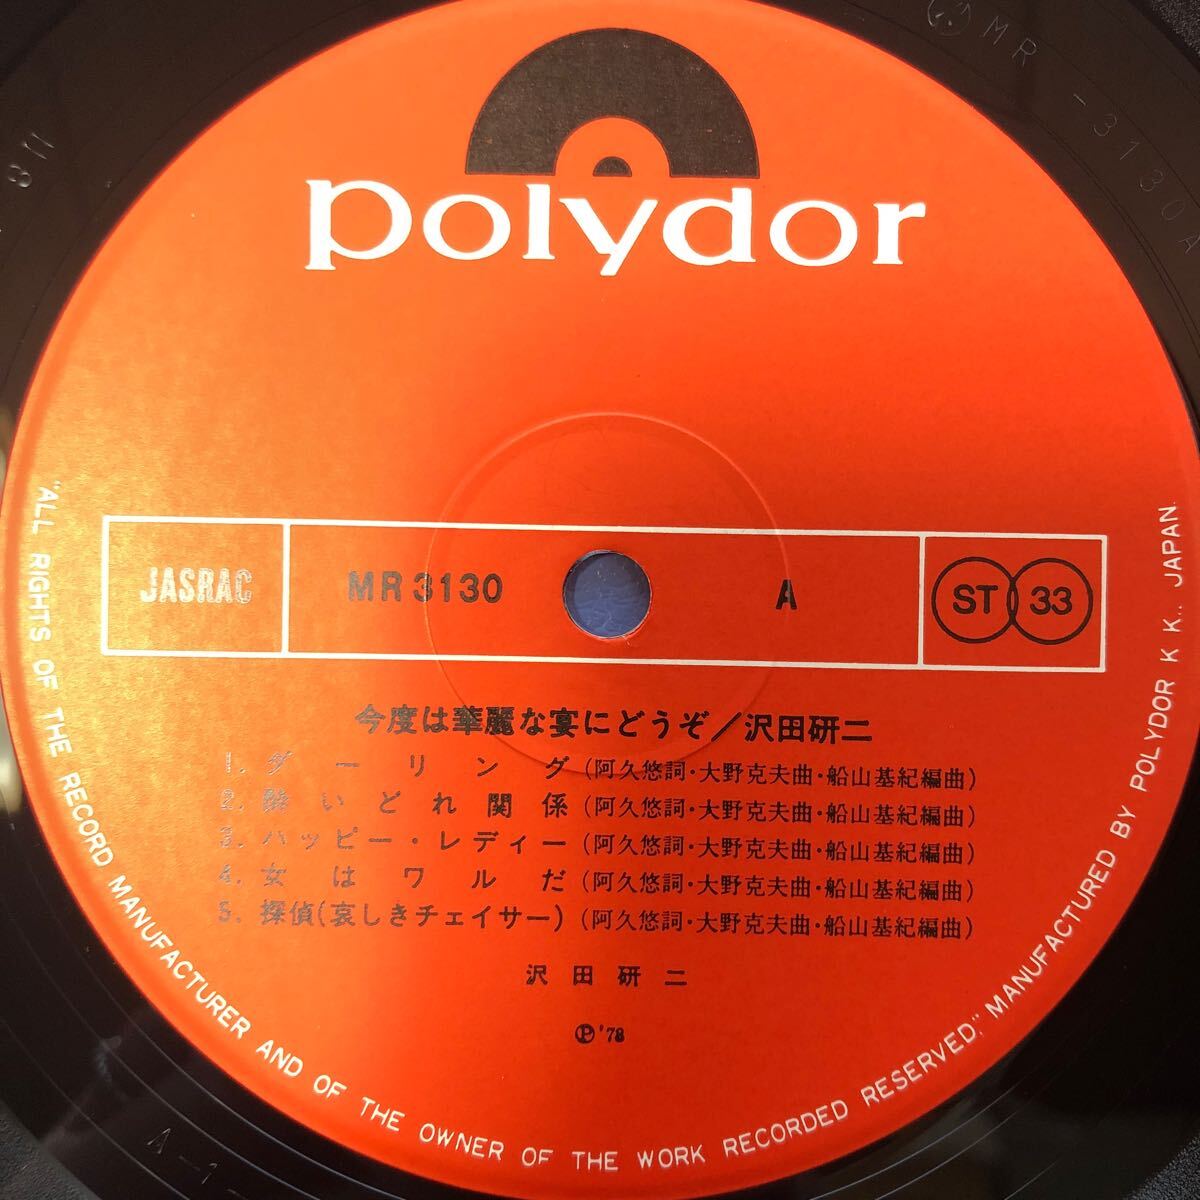 polydor
JASRAC
MR 3130
A
ST 33
今度は華麗な宴にどうぞ/沢田研二
1. ダーリング (阿久悠詞・大野克夫曲・船山基紀編曲)
2. 酔いどれ関係 (阿久悠詞・大野克夫曲・船山基紀編曲)
3. ハッピー・レディー (阿久悠詞・大野克夫曲・船山基紀編曲)
4. 女はワルだ (阿久悠詞・大野克夫曲・船山基紀編曲)
5. 探偵(哀しきチェイサー) (阿久悠詞・大野克夫曲・船山基紀編曲)
沢田研二
Ⓟ'78
"ALL RIGHTS OF THE RECORD MANUFACTURER AND OF THE OWNER OF THE WORK RECORDED RESERVED," MANUFACTURED BY POLYDOR K K., JAPAN
MR-3130A
A-1